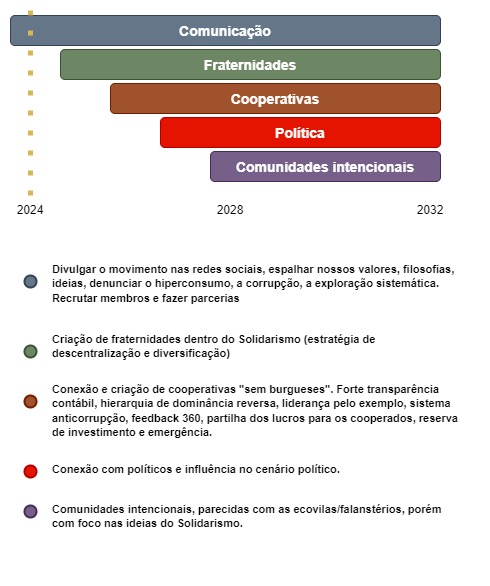 Comunicação
Fraternidades
Cooperativas
Política
Comunidades intencionais
2024 2028 2032
Divulgar o movimento nas redes sociais, espalhar nossos valores, filosofias,
ideias, denunciar o hiperconsumo, a corrupção, a exploração sistemática.
Recrutar membros e fazer parcerias
Criação de fraternidades dentro do Solidarismo (estratégia de
descentralização e diversificação)
Conexão e criação de cooperativas "sem burgueses". Forte transparência
contábil, hierarquia de dominância reversa, liderança pelo exemplo, sistema
anticorrupção, feedback 360, partilha dos lucros para os cooperados, reserva
de investimento e emergência.
Conexão com políticos e influência no cenário político.
Comunidades intencionais, parecidas com as ecovilas/falanstérios, porém
com foco nas ideias do Solidarismo.